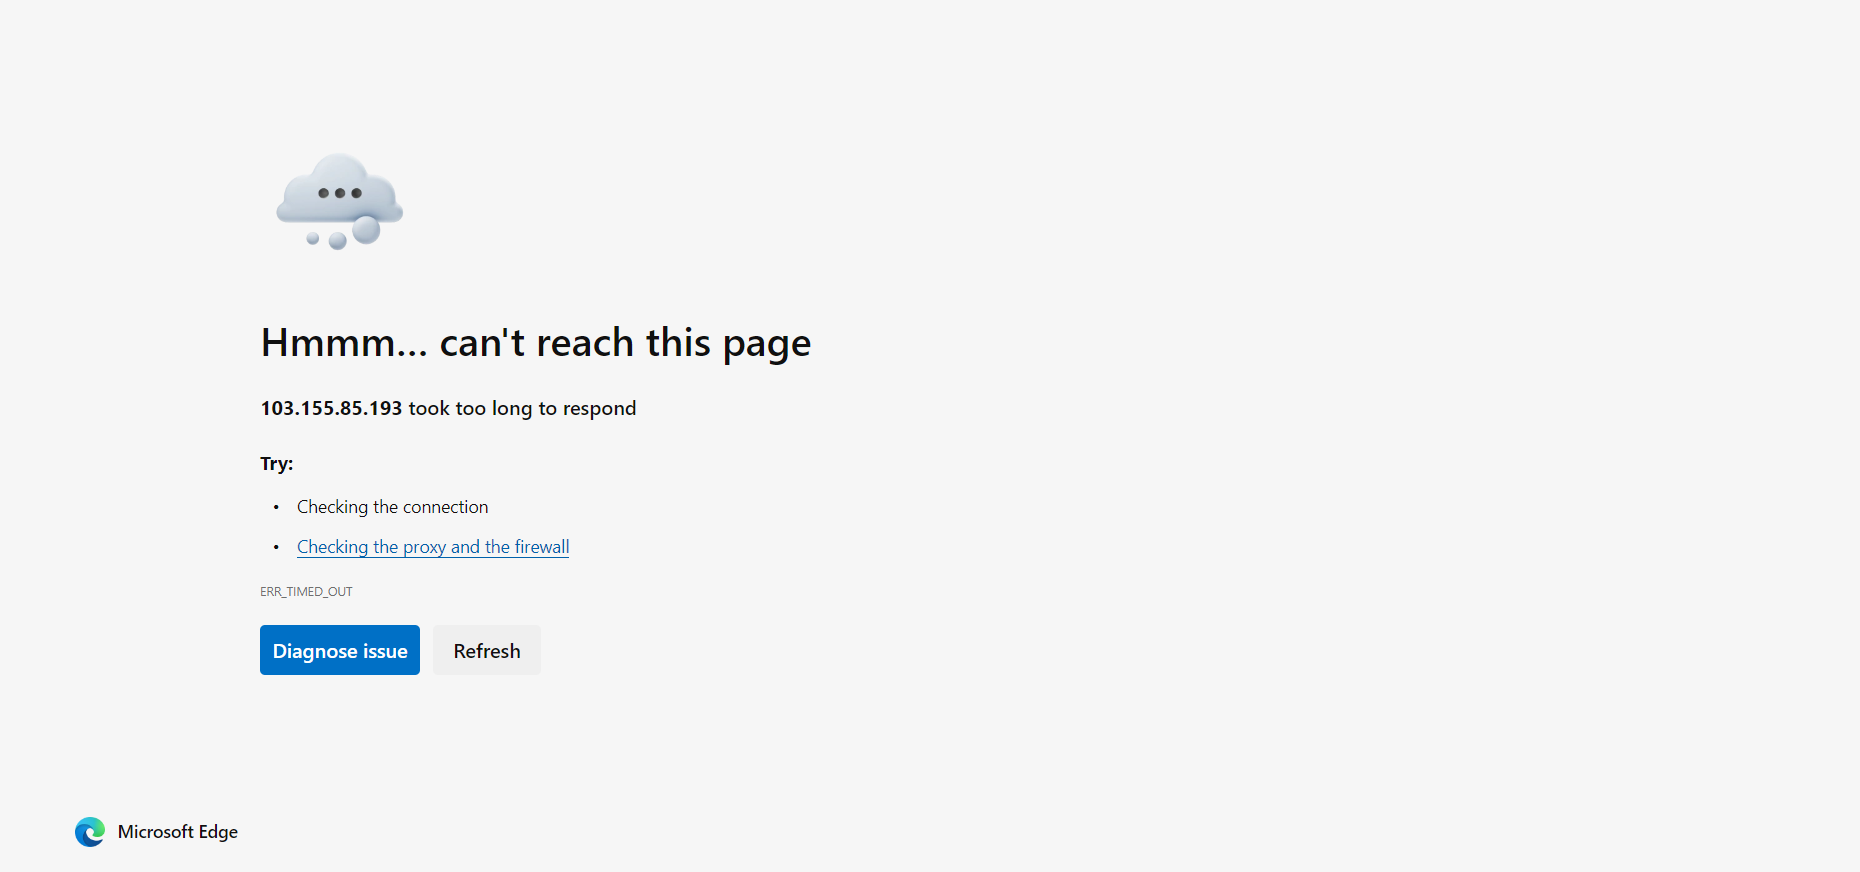 Hmmm... can't reach this page
103.155.85.193 took too long to respond
Try:
• Checking the connection
• Checking the proxy and the firewall
ERR_TIMED_OUT
Diagnose issue Refresh
Microsoft Edge